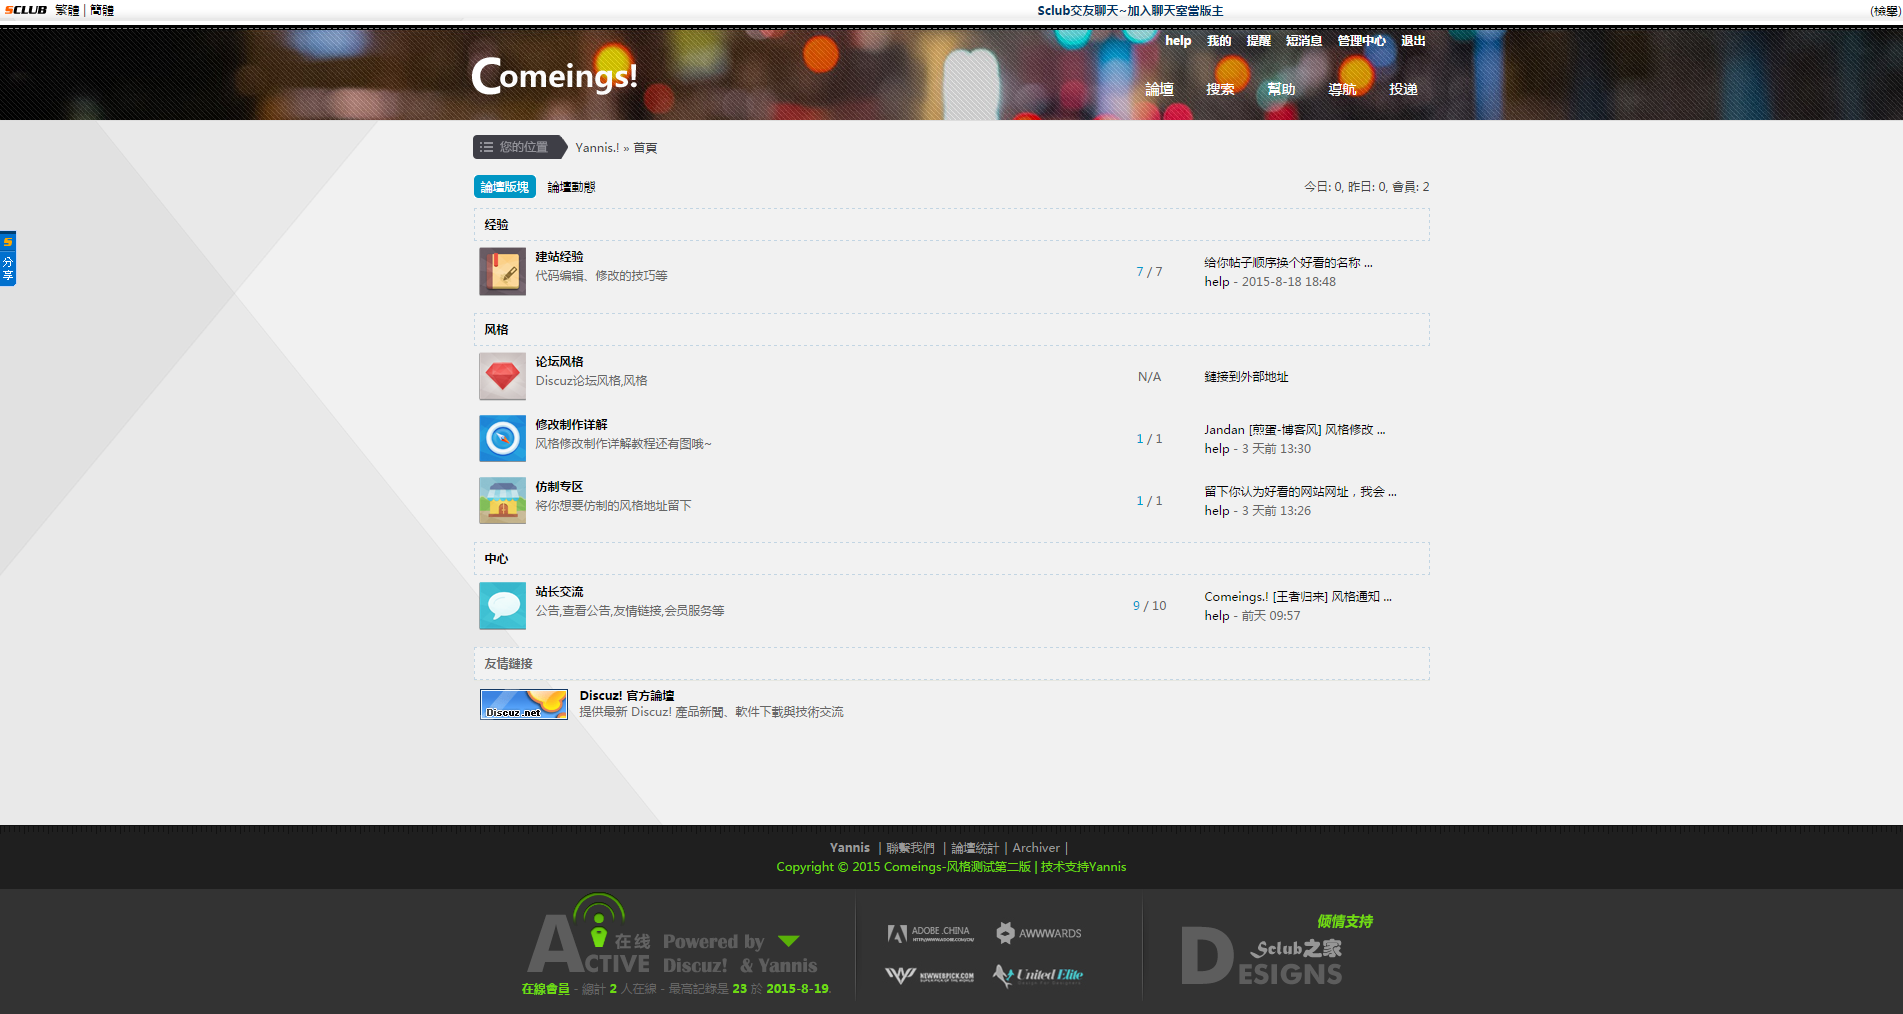 SCLUB 繁體 | 簡體
Sclub交友聊天~加入聊天室當版主
(檢舉)
help 我的 提醒 短消息 管理中心 退出
Comeings!
論壇 搜索 幫助 導航 投递
您的位置 Yannis.! » 首頁
論壇版塊 論壇動態
今日: 0, 昨日: 0, 會員: 2
经验
建站经验
代码编辑、修改的技巧等
7 / 7
给你帖子顺序换个好看的名称 ...
help - 2015-8-18 18:48
S
分
享
风格
论坛风格
Discuz论坛风格,风格
N/A
鏈接到外部地址
修改制作详解
风格修改制作详解教程还有图哦~
1 / 1
Jandan [煎蛋-博客风] 风格修改 ...
help - 3 天前 13:30
仿制专区
将你想要仿制的风格地址留下
1 / 1
留下你认为好看的网站网址，我会 ...
help - 3 天前 13:26
中心
站长交流
公告,查看公告,友情链接,会员服务等
9 / 10
Comeings.! [王者归来] 风格通知 ...
help - 前天 09:57
友情鏈接
Discuz.net
Discuz! 官方論壇
提供最新 Discuz! 產品新聞、軟件下載與技術交流
Yannis | 聯繫我們 | 論壇統計 | Archiver |
Copyright © 2015 Comeings-风格测试第二版 | 技术支持Yannis
ACTIVE 在线
Powered by
Discuz! & Yannis
在線會員 - 總計 2 人在線 - 最高記錄是 23 於 2015-8-19.
ADOBE .CHINA
AWWWARDS
NEWWEBPICK.COM
United Elite
倾情支持
Sclub之家
DESIGNS